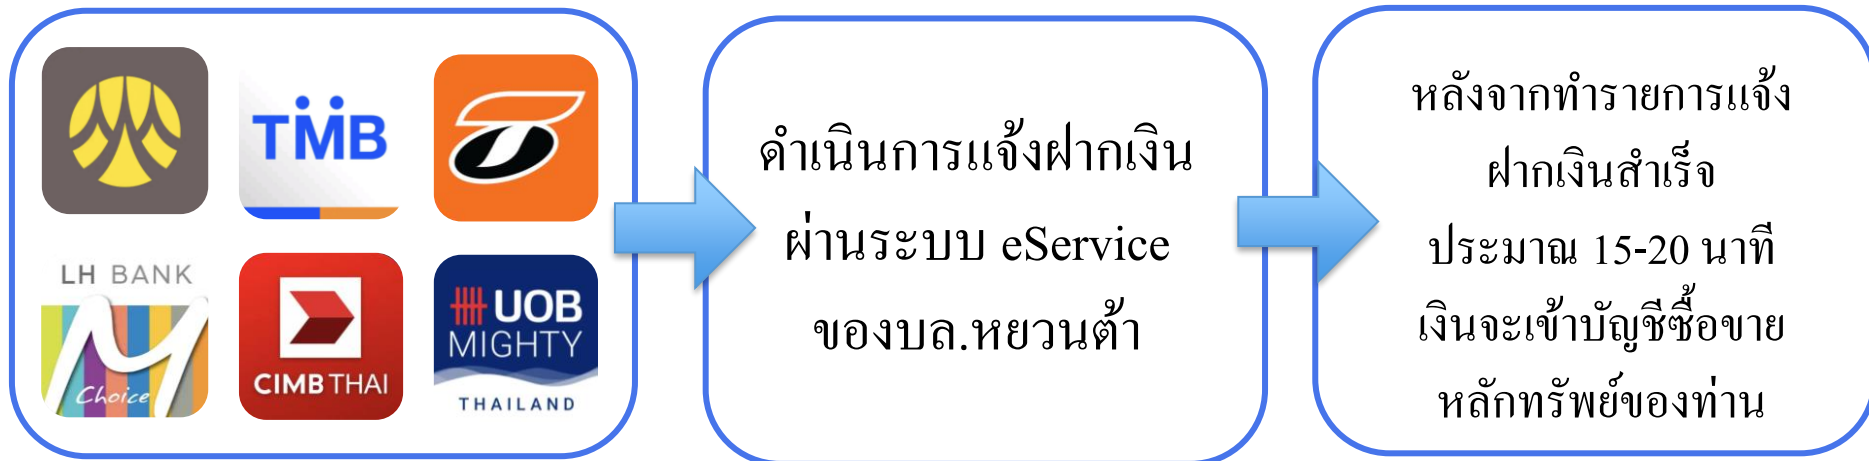 TMB
LH BANK
Choice
CIMB THAI
UOB
MIGHTY
THAILAND
ดำเนินการแจ้งฝากเงิน
ผ่านระบบ eService
ของบล.หยวนต้า
หลังจากทำรายการแจ้ง
ฝากเงินสำเร็จ
ประมาณ 15-20 นาที
เงินจะเข้าบัญชีซื้อขาย
หลักทรัพย์ของท่าน